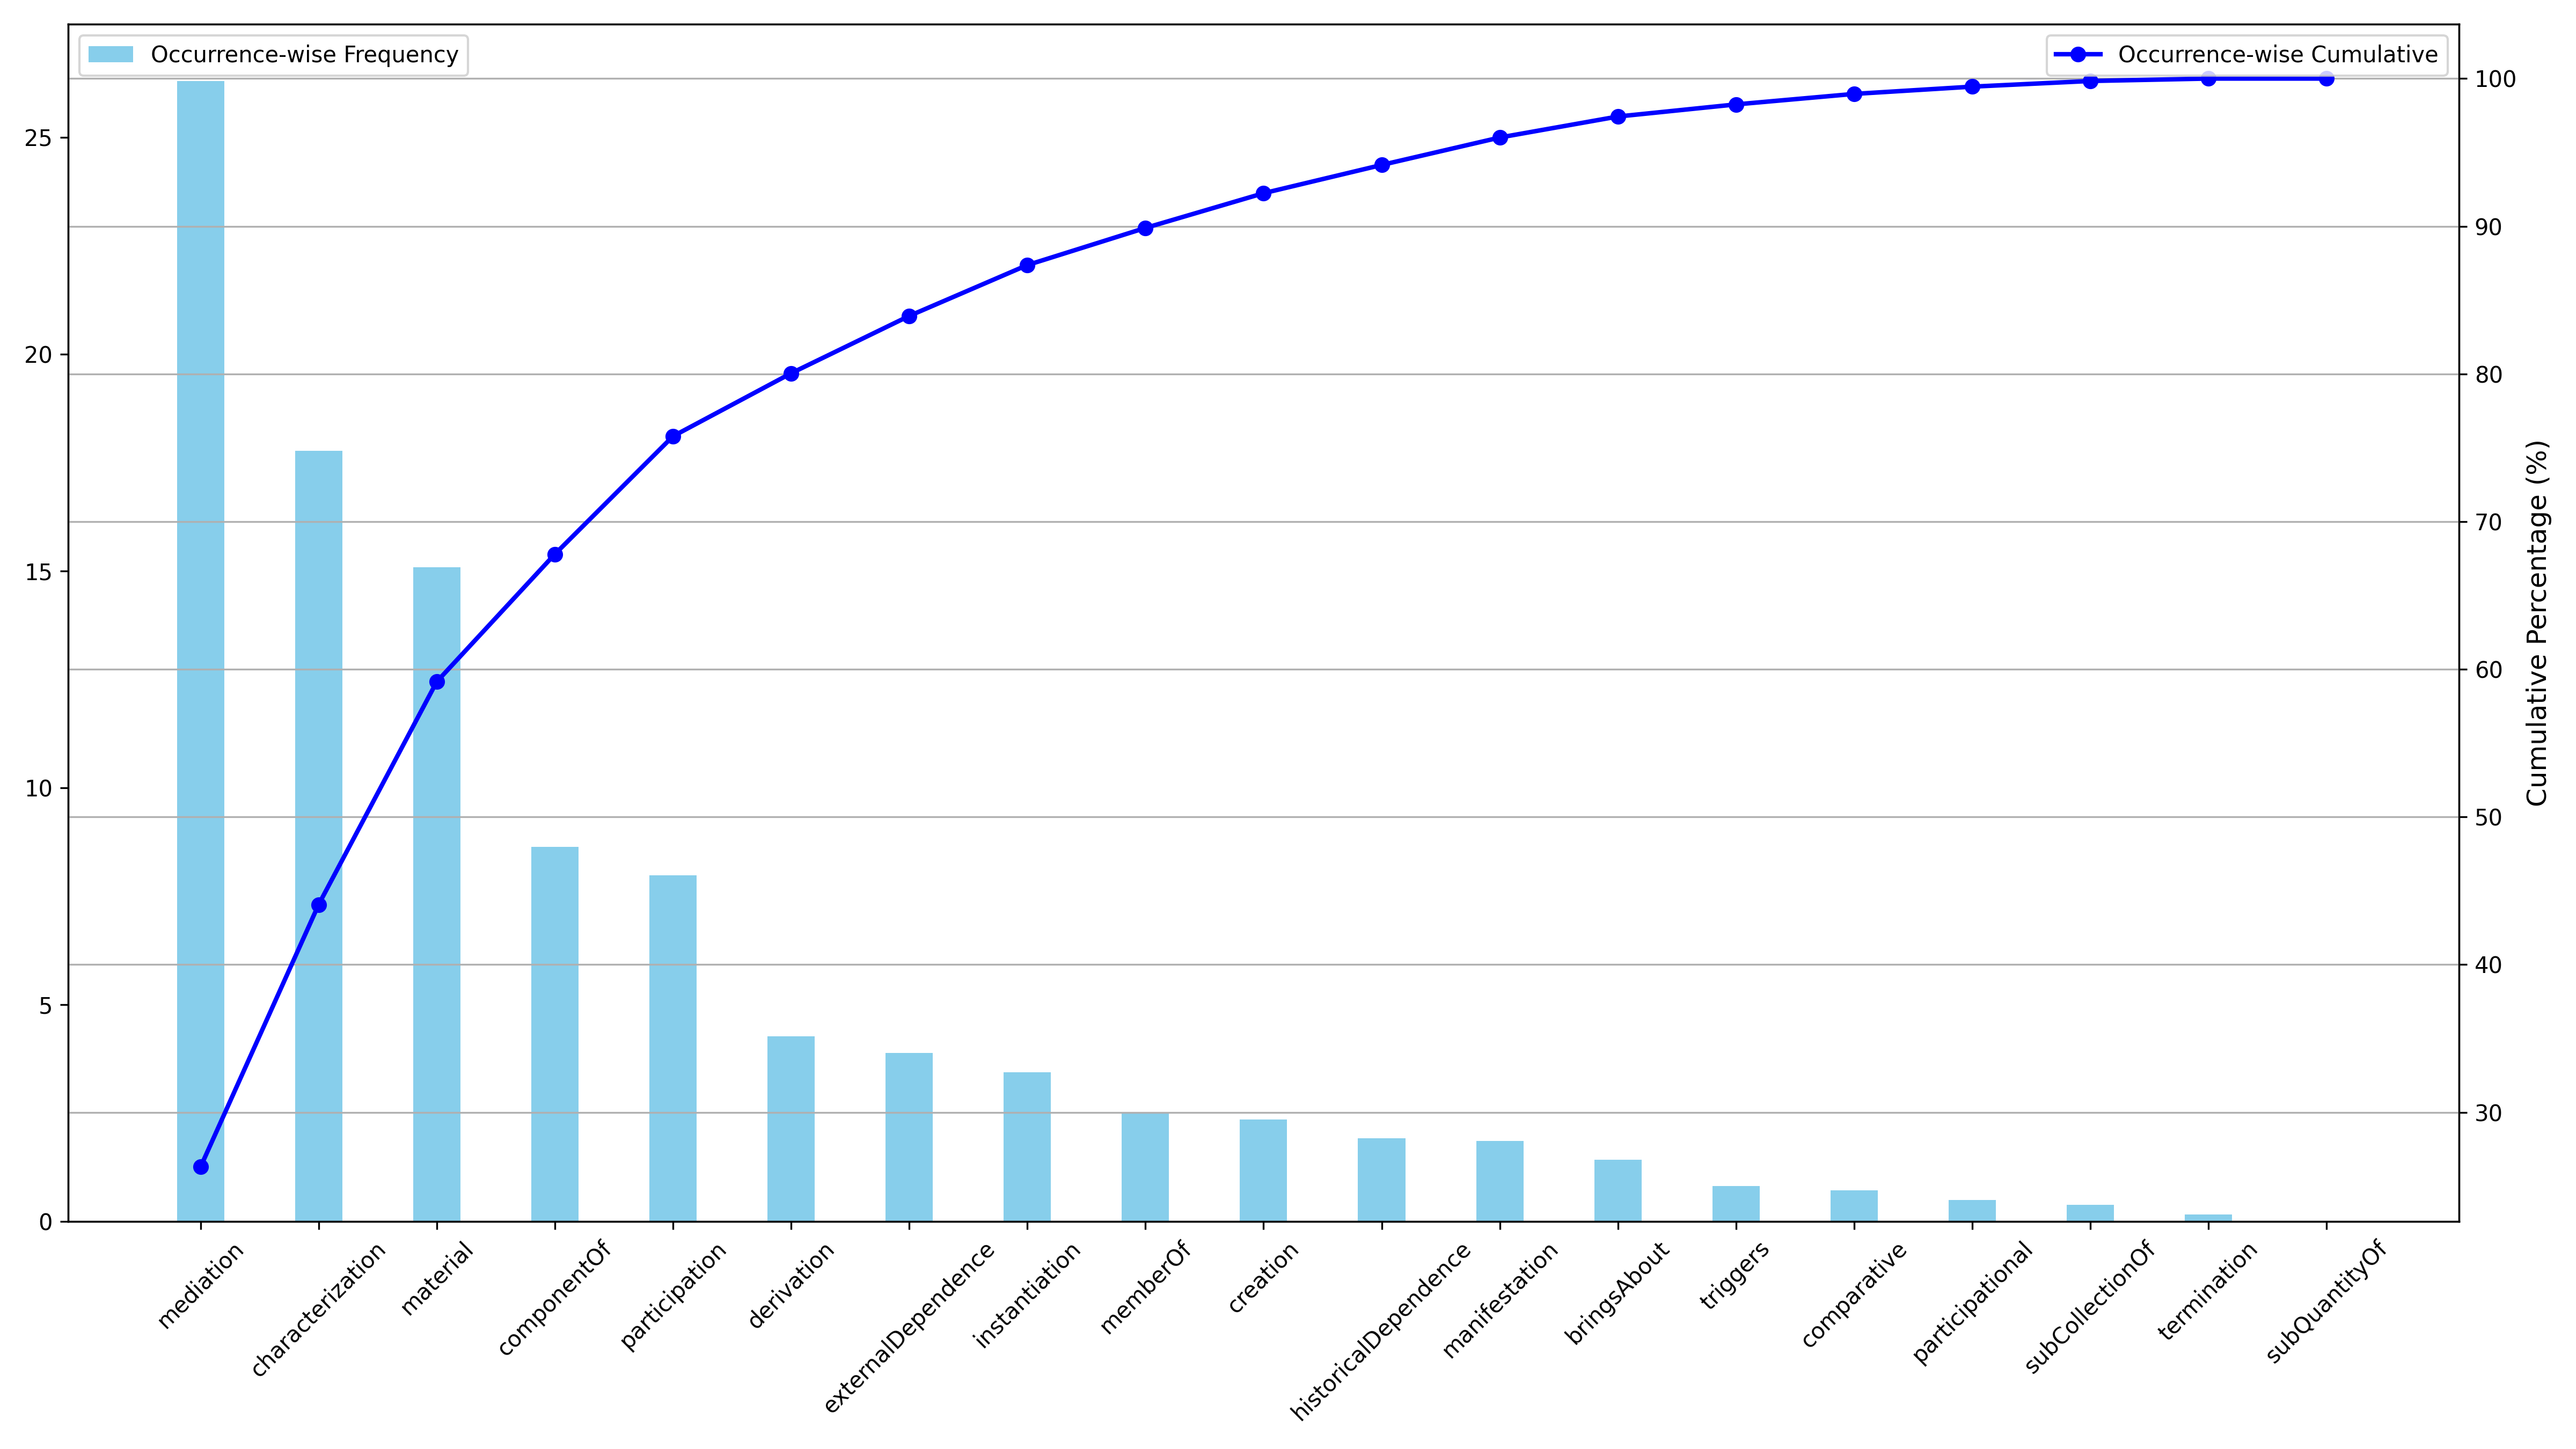 Occurrence-wise Frequency
Occurrence-wise Cumulative
25
20
15
10
5
0
100
90
80
70
60
50
40
30
Cumulative Percentage (%)
mediation
characterization
material
componentOf
participation
derivation
externalDependence
instantiation
memberOf
creation
historicalDependence
manifestation
bringsAbout
triggers
comparative
participational
subCollectionOf
termination
subQuantityOf